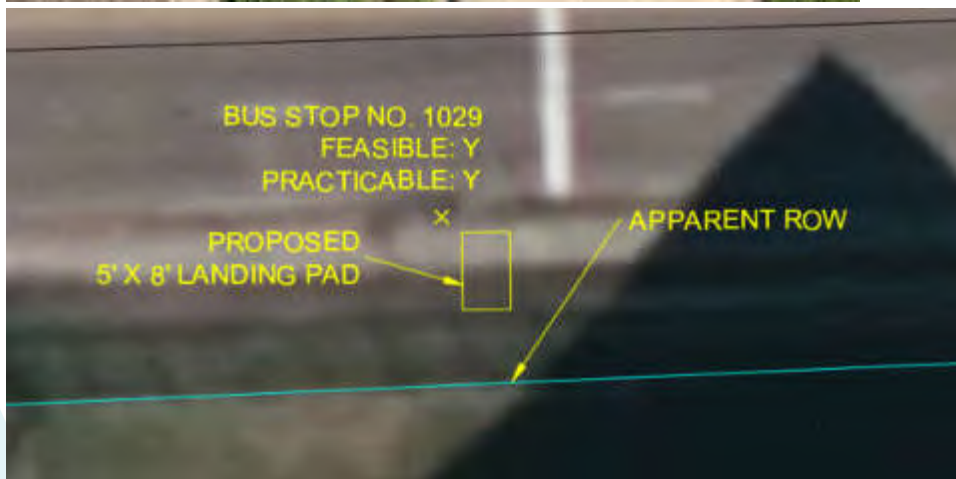 BUS STOP NO. 1029
FEASIBLE: Y
PRACTICABLE: Y
PROPOSED
5' X 8' LANDING PAD
APPARENT ROW